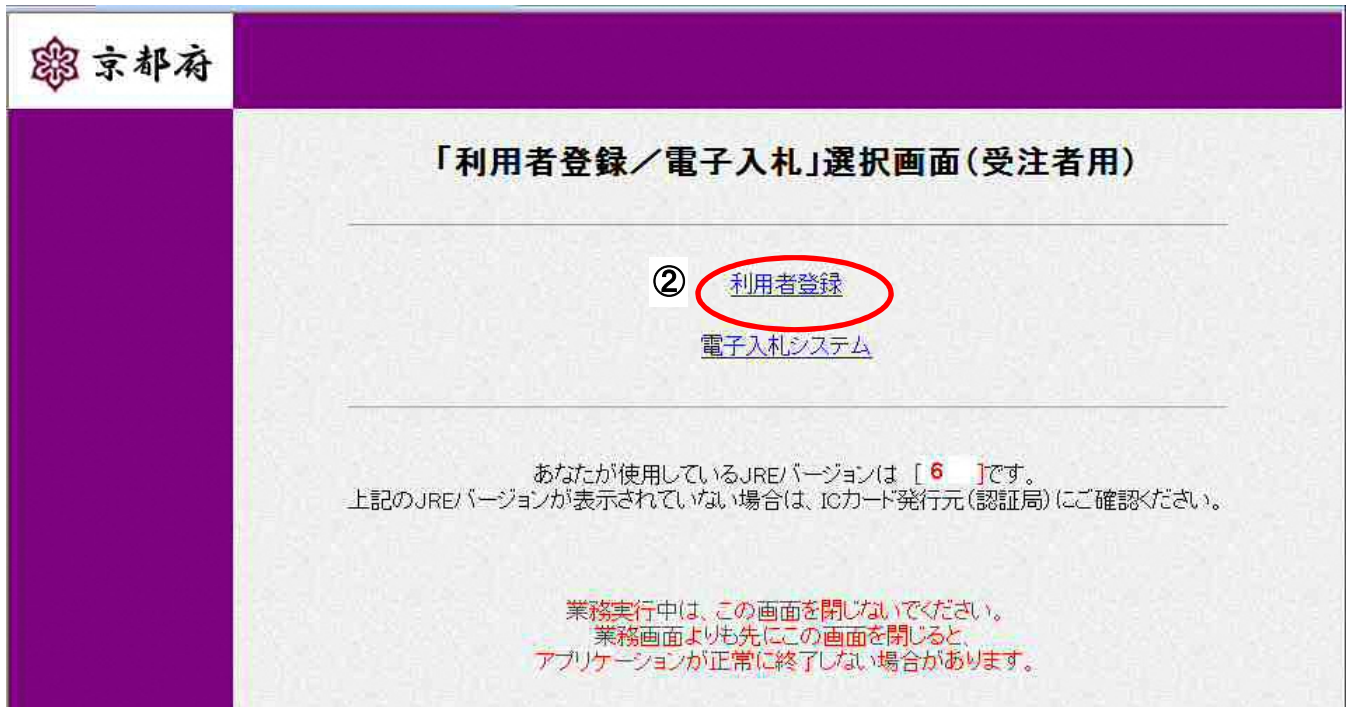 京都府
「利用者登録／電子入札」選択画面(受注者用)
② 利用者登録
電子入札システム
あなたが使用しているJREバージョンは [ 6 ]です。
上記のJREバージョンが表示されていない場合は、ICカード発行元(認証局)にご確認ください。
業務実行中は、この画面を閉じないでください。
業務画面よりも先にこの画面を閉じると、
アプリケーションが正常に終了しない場合があります。